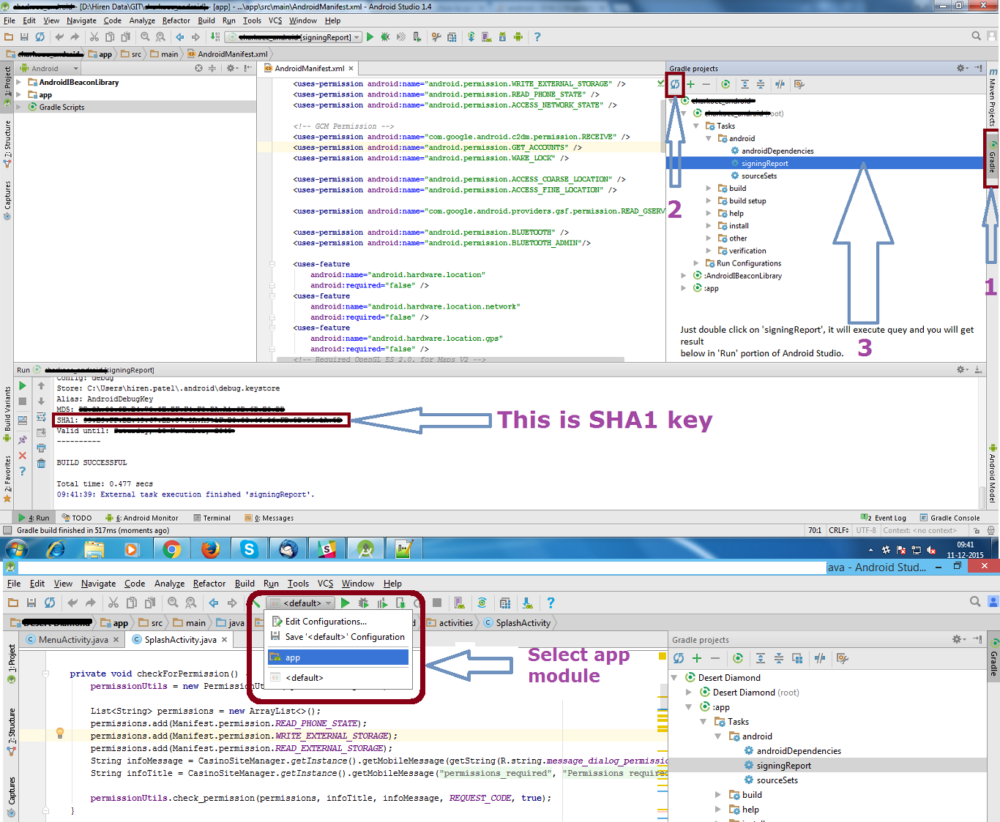 [D:\Hiren Data\GIT\ - [app] - ...\app\src\main\AndroidManifest.xml - Android Studio 1.4
File Edit View Navigate Code Analyze Refactor Build Run Tools VCS Window Help
[signingReport]
app src main AndroidManifest.xml
1: Project
7: Structure
Captures
Build Variants
2: Favorites
Android
AndroidIBeaconLibrary
app
Gradle Scripts
AndroidManifest.xml
<uses-permission android:name="android.permission.WRITE_EXTERNAL_STORAGE" />
<uses-permission android:name="android.permission.READ_PHONE_STATE" />
<uses-permission android:name="android.permission.ACCESS_NETWORK_STATE" />
<!-- GCM Permission -->
<uses-permission android:name="com.google.android.c2dm.permission.RECEIVE" />
<uses-permission android:name="android.permission.GET_ACCOUNTS" />
<uses-permission android:name="android.permission.WAKE_LOCK" />
<uses-permission android:name="android.permission.ACCESS_COARSE_LOCATION" />
<uses-permission android:name="android.permission.ACCESS_FINE_LOCATION" />
<uses-permission android:name="com.google.android.providers.gsf.permission.READ_GSERV
<uses-permission android:name="android.permission.BLUETOOTH" />
<uses-permission android:name="android.permission.BLUETOOTH_ADMIN"/>
<uses-feature
android:name="android.hardware.location"
android:required="false" />
<uses-feature
android:name="android.hardware.location.network"
android:required="false" />
<uses-feature
android:name="android.hardware.location.gps"
android:required="false" />
<!-- Required OpenGL ES 2.0. for Maps V2 -->
Gradle projects
(root)
Tasks
android
androidDependencies
signingReport
sourceSets
build
build setup
help
install
other
verification
Run Configurations
:AndroidIBeaconLibrary
:app
2
1
Just double click on 'signingReport', it will execute quey and you will get
result
below in 'Run' portion of Android Studio.
3
Maven Projects
Gradle
Android Model
Run [signingReport]
Config: debug
Store: C:\Users\hiren.patel\.android\debug.keystore
Alias: AndroidDebugKey
MD5:
SHA1:
This is SHA1 key
Valid until:
----------
BUILD SUCCESSFUL
Total time: 0.477 secs
09:41:39: External task execution finished 'signingReport'.
4: Run TODO 6: Android Monitor Terminal 0: Messages 2 Event Log Gradle Console
Gradle build finished in 517ms (moments ago) 70:1 CRLF UTF-8 Context: <no context>
09:41
11-12-2015
java - Android Stud...
File Edit View Navigate Code Analyze Refactor Build Run Tools VCS Window Help
<default>
app src main java activities SplashActivity
Edit Configurations...
Save '<default>' Configuration
app
<default>
Select app
module
1: Project
7: Structure
Captures
MenuActivity.java SplashActivity.java
private void checkForPermission() {
permissionUtils = new
List<String> permissions = new ArrayList<>();
permissions.add(Manifest.permission.READ_PHONE_STATE);
permissions.add(Manifest.permission.WRITE_EXTERNAL_STORAGE);
permissions.add(Manifest.permission.READ_EXTERNAL_STORAGE);
String infoMessage = CasinoSiteManager.getInstance().getMobileMessage(getString(R.string.message_dialog_permission
String infoTitle = CasinoSiteManager.getInstance().getMobileMessage("permissions_required", "Permissions required
permissionUtils.check_permission(permissions, infoTitle, infoMessage, REQUEST_CODE, true);
}
Gradle projects
Gradle
Desert Diamond
Desert Diamond (root)
:app
Tasks
android
androidDependencies
signingReport
sourceSets
build
help